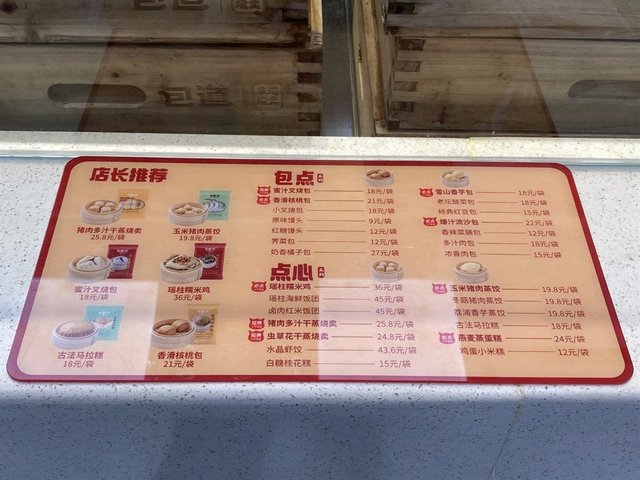 店长推荐
猪肉多汁干蒸烧卖
25.8元/袋
玉米猪肉蒸饺
19.8元/袋
蜜汁叉烧包
18元/袋
瑶柱糯米鸡
36元/袋
古法马拉糕
18元/袋
香滑核桃包
21元/袋
包点
蜜汁叉烧包 18元/袋
香滑核桃包 21元/袋
小叉烧包 18元/袋
原味馒头 9元/袋
红糖馒头 12元/袋
荠菜包 12元/袋
奶香橘子包 27元/袋
雪山香芋包 18元/袋
老坛酸菜包 18元/袋
经典红豆包 15元/袋
爆汁流沙包 22元/袋
香辣菜脯包 12元/袋
多汁肉包 18元/袋
浓香肉包 15元/袋
点心
瑶柱糯米鸡 36元/袋
瑶柱海鲜饭团 45元/袋
卤肉红米饭团 45元/袋
猪肉多汁干蒸烧卖 25.8元/袋
虫草花干蒸烧卖 24.8元/袋
水晶虾饺 43.6元/袋
白糖桂花糕 15元/袋
玉米猪肉蒸饺 19.8元/袋
冬菇猪肉蒸饺 19.8元/袋
荔浦香芋蒸饺 19.8元/袋
古法马拉糕 18元/袋
燕麦蒸蛋糕 24元/袋
鸡蛋小米糕 12元/袋
包道